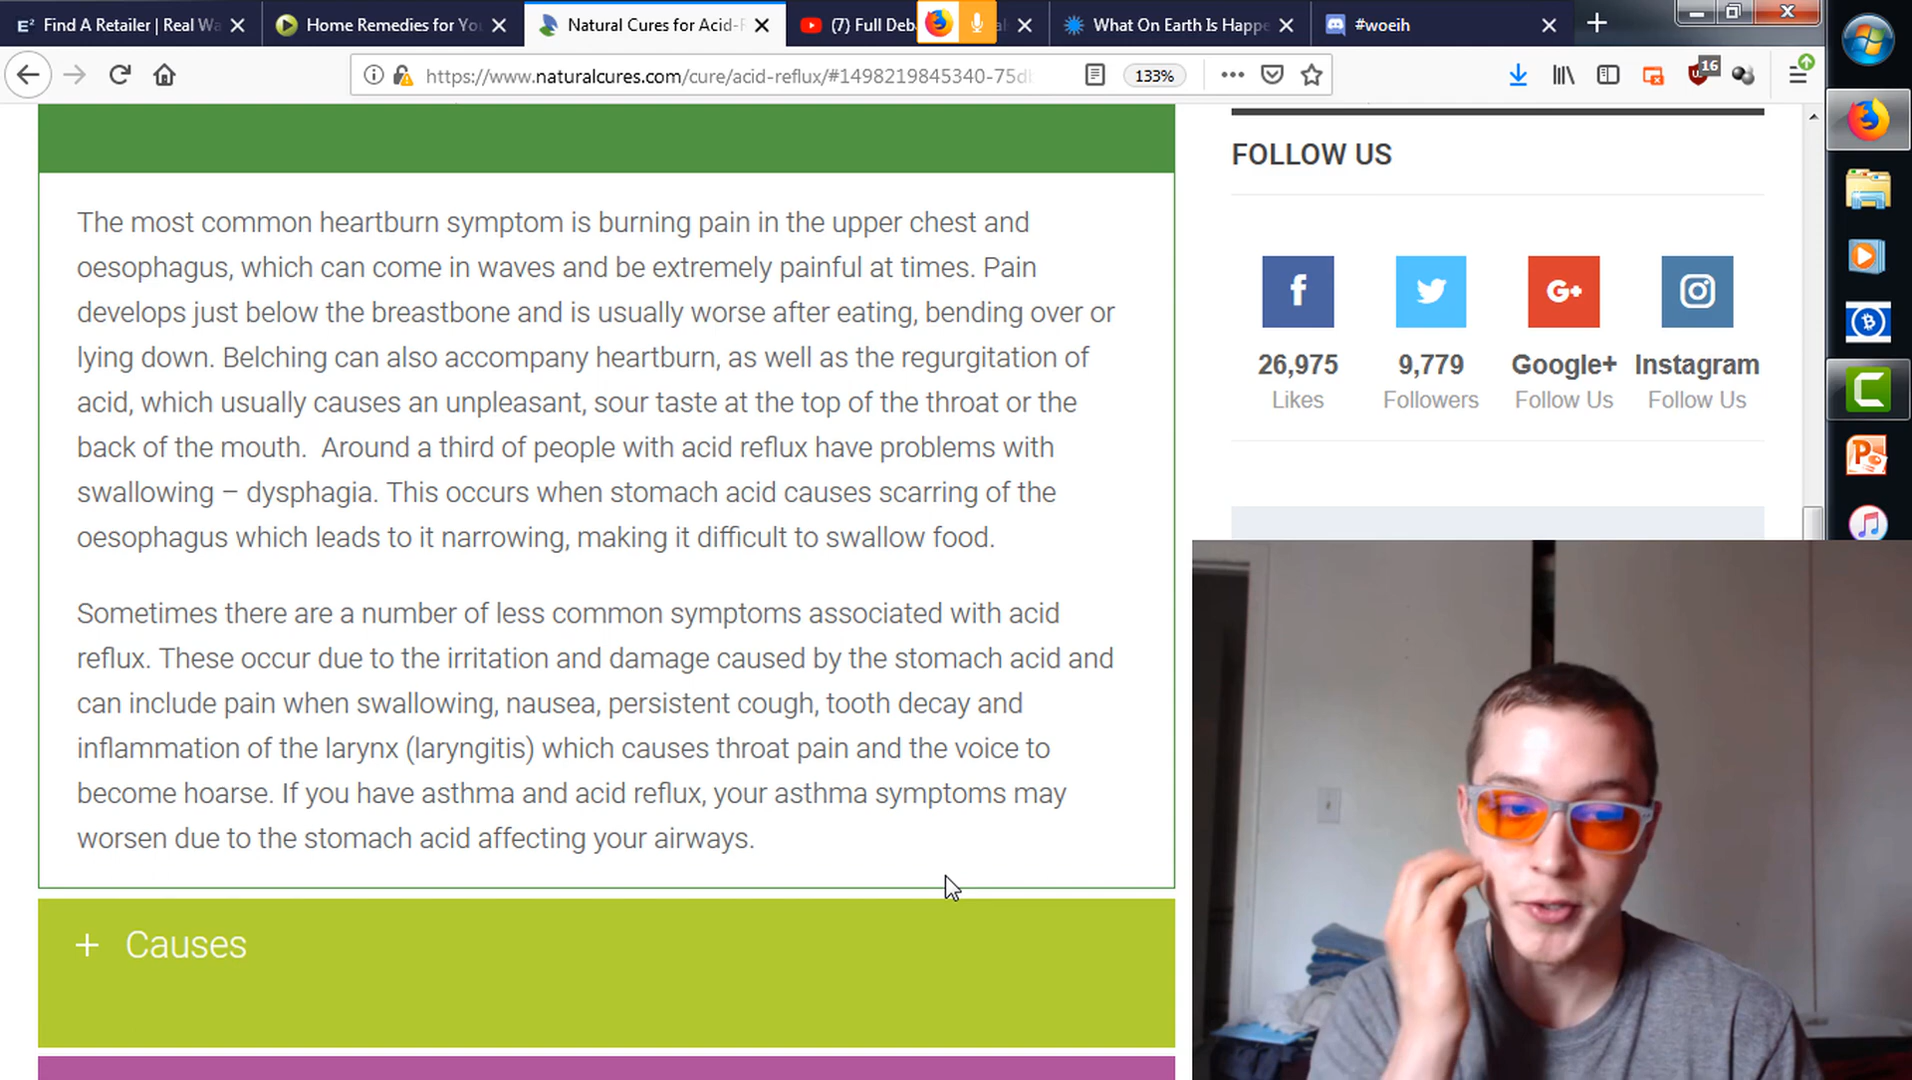 E² Find A Retailer | Real Wa
Home Remedies for Yo
Natural Cures for Acid-R
(7) Full Deb
What On Earth Is Happe
#woeih
https://www.naturalcures.com/cure/acid-reflux/#1498219845340-75d
133%
16
The most common heartburn symptom is burning pain in the upper chest and
oesophagus, which can come in waves and be extremely painful at times. Pain
develops just below the breastbone and is usually worse after eating, bending over or
lying down. Belching can also accompany heartburn, as well as the regurgitation of
acid, which usually causes an unpleasant, sour taste at the top of the throat or the
back of the mouth.  Around a third of people with acid reflux have problems with
swallowing – dysphagia. This occurs when stomach acid causes scarring of the
oesophagus which leads to it narrowing, making it difficult to swallow food.
Sometimes there are a number of less common symptoms associated with acid
reflux. These occur due to the irritation and damage caused by the stomach acid and
can include pain when swallowing, nausea, persistent cough, tooth decay and
inflammation of the larynx (laryngitis) which causes throat pain and the voice to
become hoarse. If you have asthma and acid reflux, your asthma symptoms may
worsen due to the stomach acid affecting your airways.
+ Causes
FOLLOW US
f
G+
26,975
9,779
Google+
Instagram
Likes
Followers
Follow Us
Follow Us